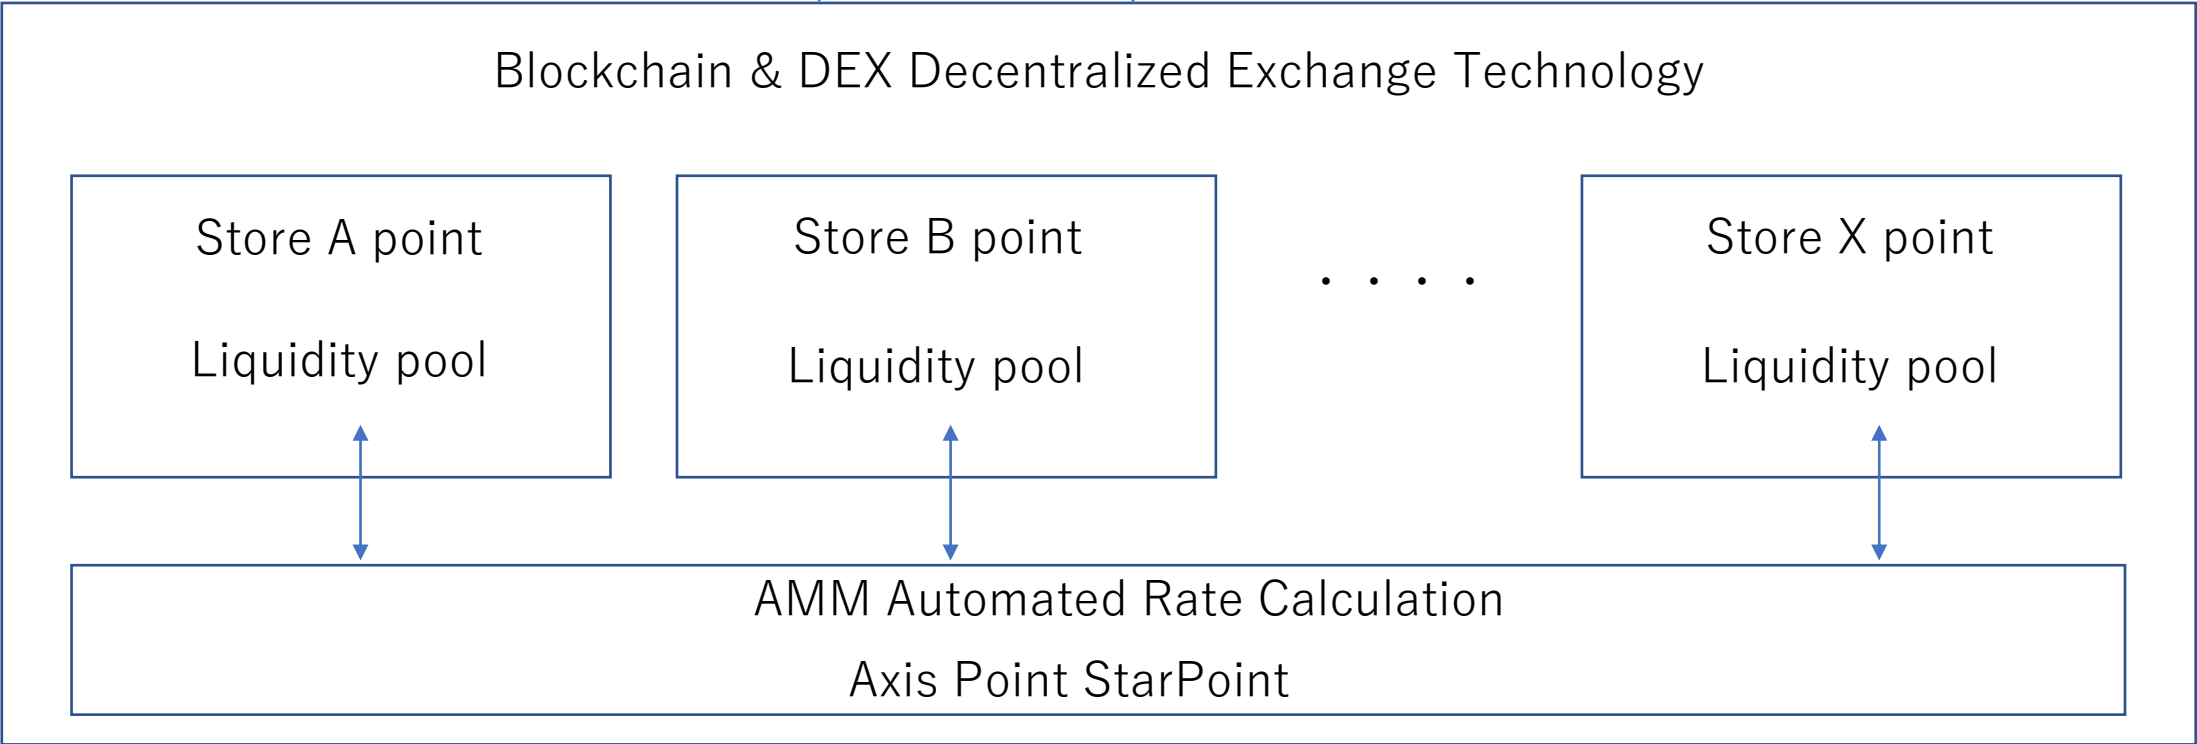 Blockchain & DEX Decentralized Exchange Technology
Store A point
Liquidity pool
Store B point
Liquidity pool
・・・・
Store X point
Liquidity pool
AMM Automated Rate Calculation
Axis Point StarPoint